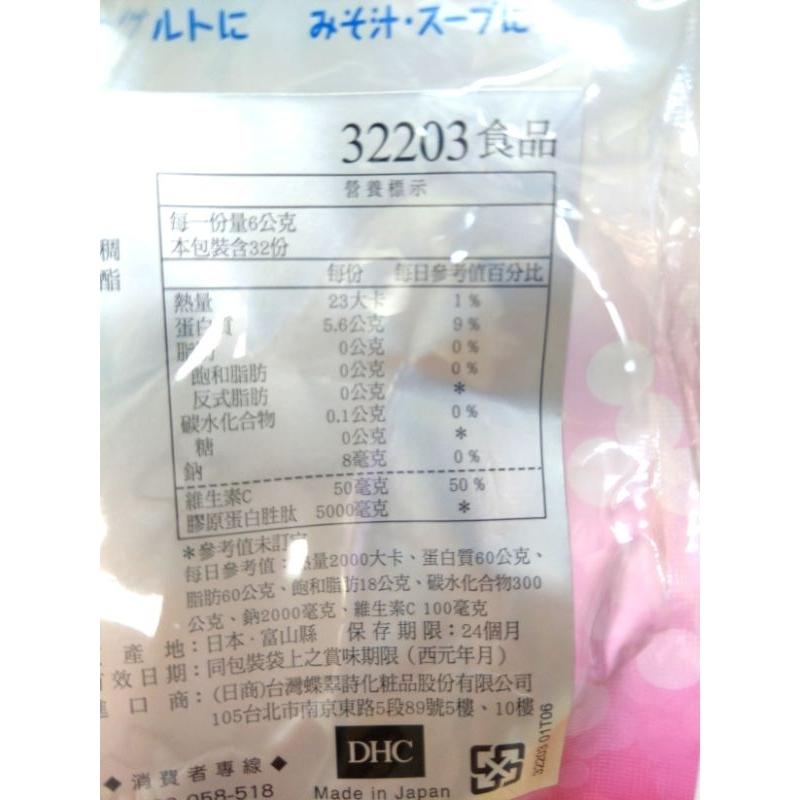 ルトに みそ汁・スープに
32203食品
營養標示
每一份量6公克
本包裝含32份
稠
酯
每份 每日參考值百分比
熱量 23大卡 1%
蛋白質 5.6公克 9%
脂肪 0公克 0%
飽和脂肪 0公克 0%
反式脂肪 0公克 *
碳水化合物 0.1公克 0%
糖 0公克 *
鈉 8毫克 0%
維生素C 50毫克 50%
膠原蛋白胜肽 5000毫克 *
*參考值未訂定
每日參考值：熱量2000大卡、蛋白質60公克、
脂肪60公克、飽和脂肪18公克、碳水化合物300
公克、鈉2000毫克、維生素C 100毫克
產地：日本．富山縣 保存期限：24個月
有效日期：同包裝袋上之賞味期限（西元年月）
進口商：(日商)台灣蝶翠詩化粧品股份有限公司
105台北市南京東路5段89號5樓、10樓
DHC
32203 01T06
◆消費者專線◆
058-518
Made in Japan